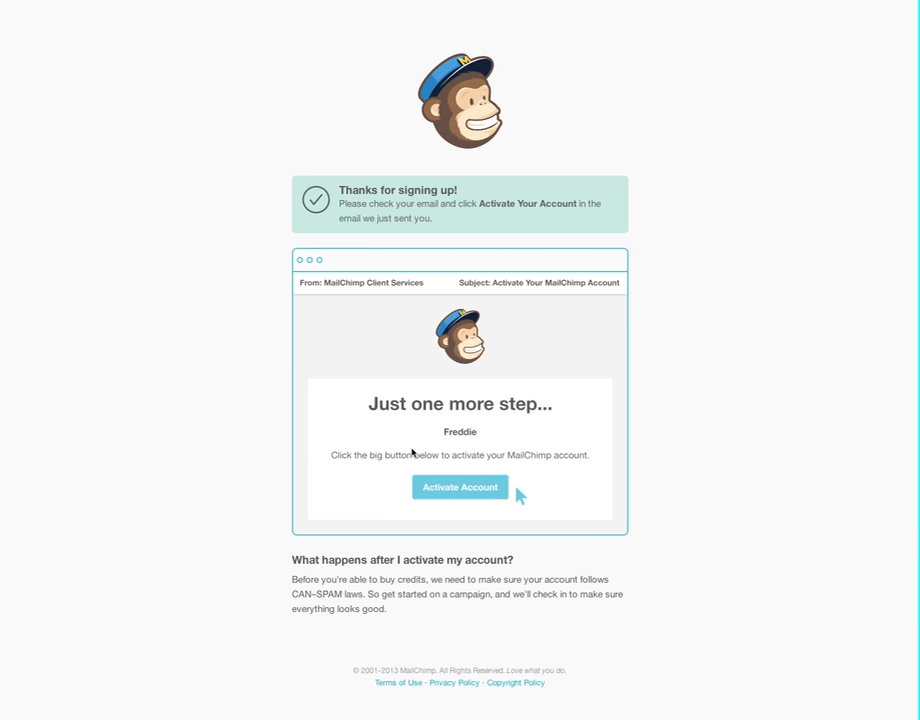 M
Thanks for signing up!
Please check your email and click Activate Your Account in the
email we just sent you.
From: MailChimp Client Services Subject: Activate Your MailChimp Account
Just one more step...
Freddie
Click the big button below to activate your MailChimp account.
Activate Account
What happens after I activate my account?
Before you're able to buy credits, we need to make sure your account follows
CAN–SPAM laws. So get started on a campaign, and we'll check in to make sure
everything looks good.
© 2001-2013 MailChimp. All Rights Reserved. Love what you do.
Terms of Use · Privacy Policy · Copyright Policy